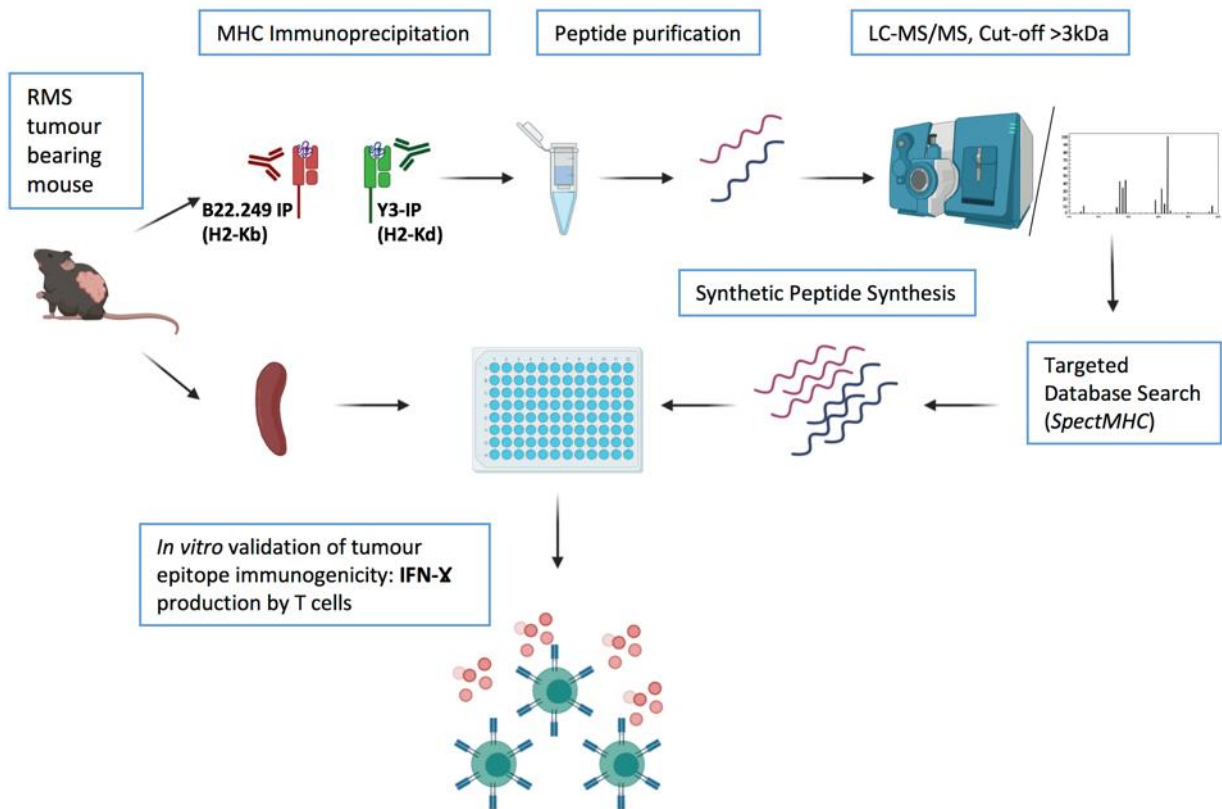 MHC Immunoprecipitation
Peptide purification
LC-MS/MS, Cut-off >3kDa
RMS
tumour
bearing
mouse
B22.249 IP
(H2-Kb)
Y3-IP
(H2-Kd)
Synthetic Peptide Synthesis
Targeted
Database Search
(SpectMHC)
In vitro validation of tumour
epitope immunogenicity: IFN-Ɣ
production by T cells